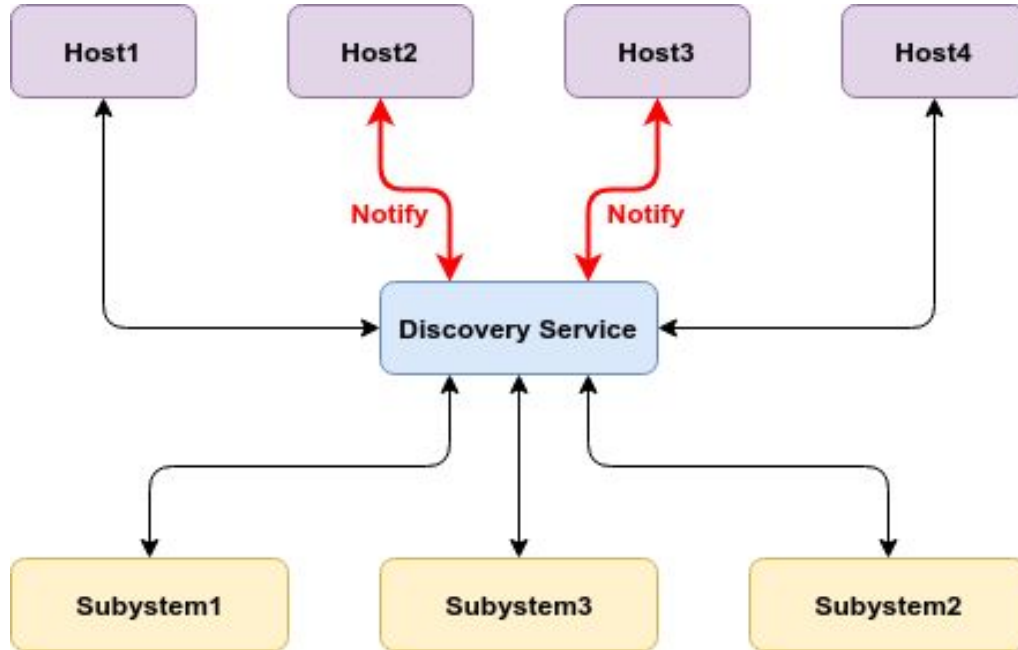 Host1
Host2
Host3
Host4
Notify
Notify
Discovery Service
Subystem1
Subystem3
Subystem2